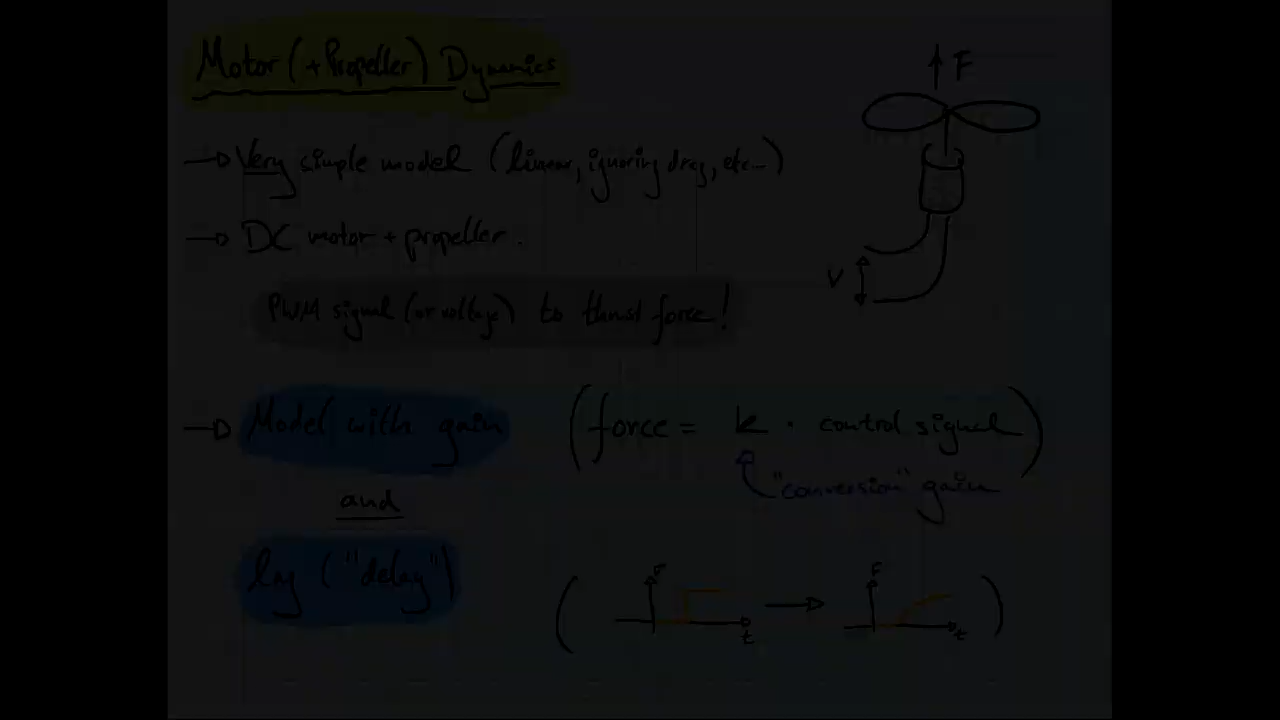 Motor (+Propeller) Dynamics
F
→ Very simple model (linear, ignoring drag, etc...)
→ DC motor + propeller.
V
PWM signal (or voltage) to thrust force!
→ Model with gain (force = k · control signal)
"conversion" gain
and
lag ("delay")
F t → F t